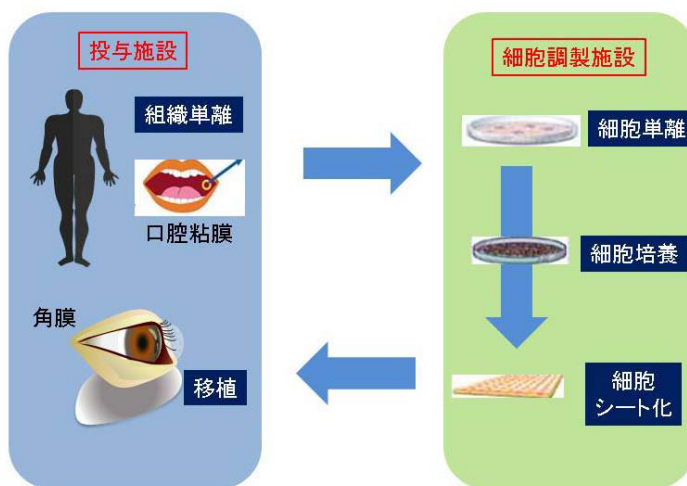 投与施設
組織単離
口腔粘膜
角膜
移植
細胞調製施設
細胞単離
細胞培養
細胞
シート化